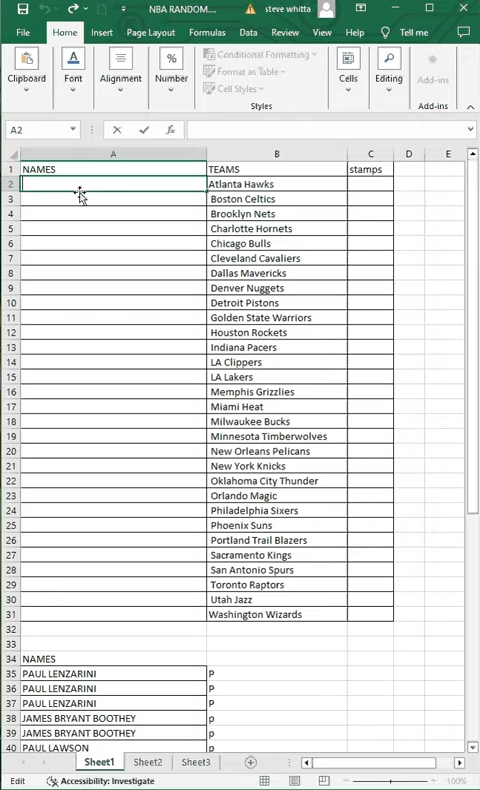 NBA RANDOM.... steve whitta
File Home Insert Page Layout Formulas Data Review View Help Tell me
Clipboard Font Alignment Number Conditional Formatting Format as Table Cell Styles Styles Cells Editing Add-ins Add-ins
A2 fx
A B C D E
1 NAMES TEAMS stamps
2 Atlanta Hawks
3 Boston Celtics
4 Brooklyn Nets
5 Charlotte Hornets
6 Chicago Bulls
7 Cleveland Cavaliers
8 Dallas Mavericks
9 Denver Nuggets
10 Detroit Pistons
11 Golden State Warriors
12 Houston Rockets
13 Indiana Pacers
14 LA Clippers
15 LA Lakers
16 Memphis Grizzlies
17 Miami Heat
18 Milwaukee Bucks
19 Minnesota Timberwolves
20 New Orleans Pelicans
21 New York Knicks
22 Oklahoma City Thunder
23 Orlando Magic
24 Philadelphia Sixers
25 Phoenix Suns
26 Portland Trail Blazers
27 Sacramento Kings
28 San Antonio Spurs
29 Toronto Raptors
30 Utah Jazz
31 Washington Wizards
32
33
34 NAMES
35 PAUL LENZARINI P
36 PAUL LENZARINI P
37 PAUL LENZARINI P
38 JAMES BRYANT BOOTHEY p
39 JAMES BRYANT BOOTHEY p
40 PAUL LAWSON p
Sheet1 Sheet2 Sheet3
Edit Accessibility: Investigate 100%